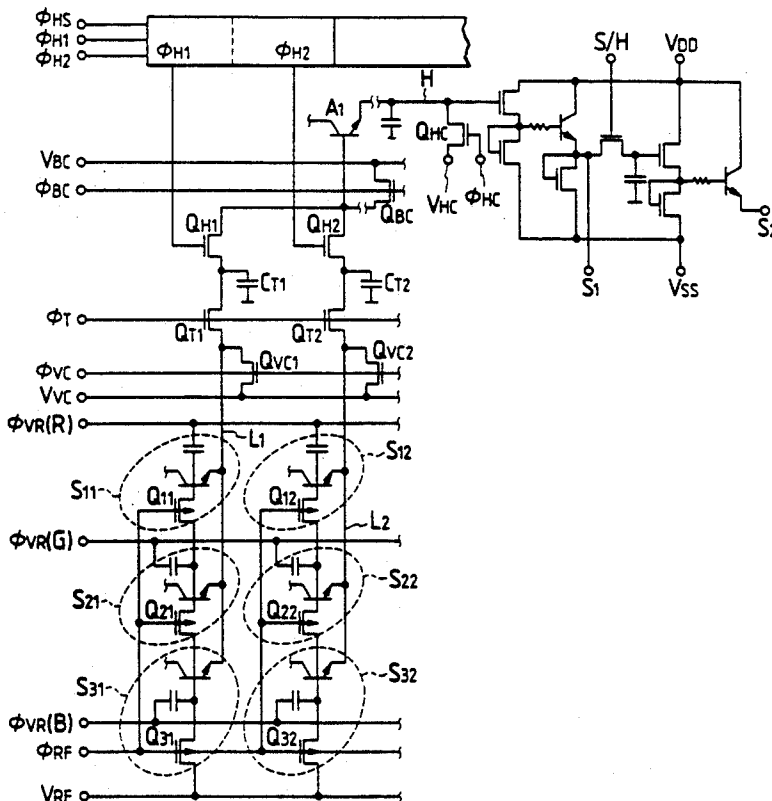 ΦHS
ΦH1
ΦH2
ΦH1 ΦH2
S/H VDD
H
A1
QHC
VBC
ΦBC
QBC
VHC ΦHC
S2
QH1 QH2
CT1 CT2
S1 VSS
ΦT
QT1 QT2
ΦVC
QVC1 QVC2
VVC
ΦVR(R)
L1
S12
S11
Q11 Q12
L2
ΦVR(G)
S21 S22
Q21 Q22
S31 S32
ΦVR(B)
Q31 Q32
ΦRF
VRF